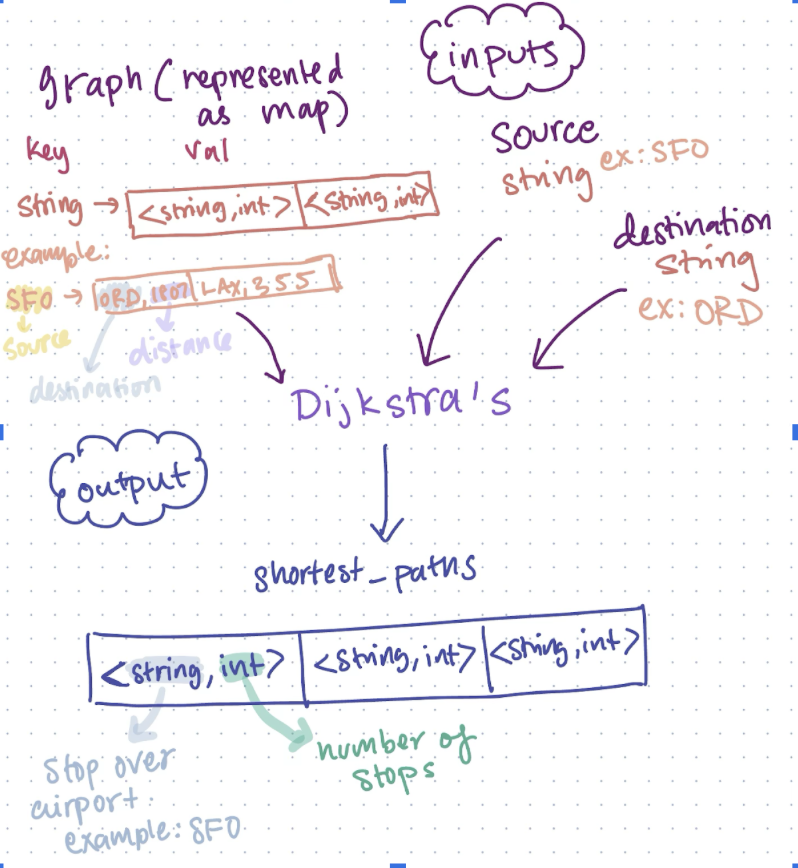 inputs
graph (represented
as map)
key val
string → <string, int> <string, int>
example:
SFO → ORD, 1807 LAX, 355
source
distance
destination
source
string ex: SFO
destination
string
ex: ORD
Dijkstra's
output
shortest_paths
<string, int> <string, int> <string, int>
stop over
airport.
example: SFO
number of
stops